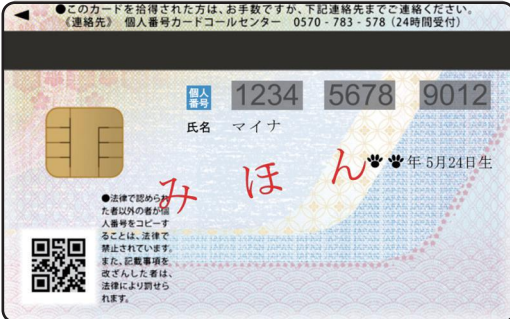 ●このカードを拾得された方は、お手数ですが、下記連絡先までご連絡ください。
《連絡先》 個人番号カードコールセンター 0570-783-578(24時間受付)
個人番号 1234 5678 9012
氏名 マイナ
年 5月24日生
みほん
●法律で認められ
た者以外の者が個
人番号をコピーす
ることは、法律で
禁止されています。
また、記載事項を
改ざんした者は、
法律により罰せら
れます。